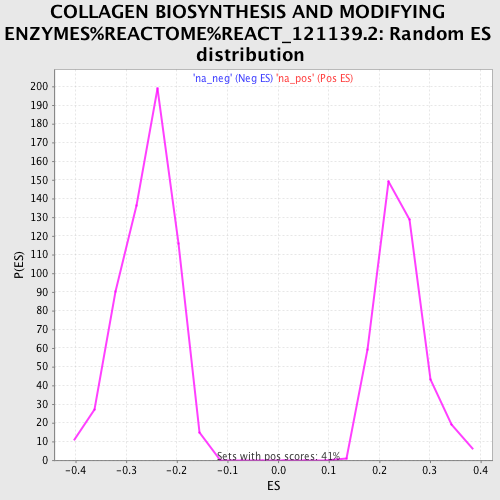 COLLAGEN BIOSYNTHESIS AND MODIFYING
ENZYMES%REACTOME%REACT_121139.2: Random ES
distribution
'na_neg' (Neg ES) 'na_pos' (Pos ES)
200
190
180
170
160
150
140
130
120
110
100
90
80
70
60
50
40
30
20
10
0
P(ES)
Sets with pos scores: 41%
-0.4 -0.3 -0.2 -0.1 0.0 0.1 0.2 0.3 0.4
ES